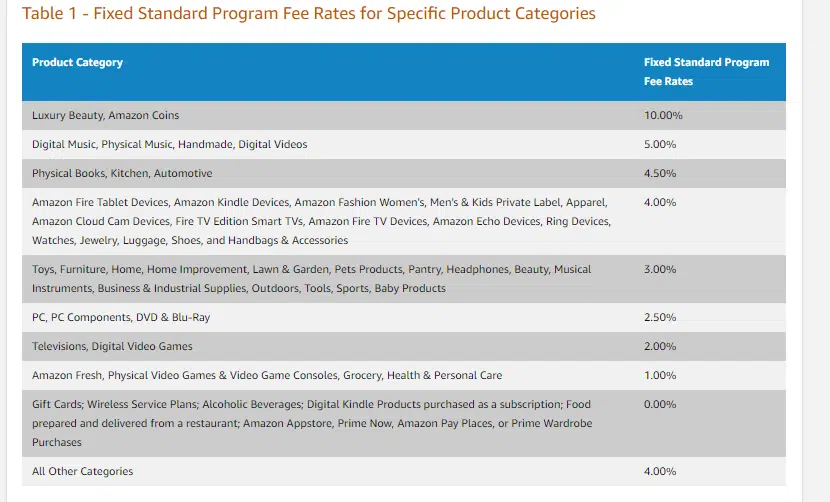 Table 1 - Fixed Standard Program Fee Rates for Specific Product Categories
Product Category
Fixed Standard Program
Fee Rates
Luxury Beauty, Amazon Coins
10.00%
Digital Music, Physical Music, Handmade, Digital Videos
5.00%
Physical Books, Kitchen, Automotive
4.50%
Amazon Fire Tablet Devices, Amazon Kindle Devices, Amazon Fashion Women's, Men's & Kids Private Label, Apparel,
Amazon Cloud Cam Devices, Fire TV Edition Smart TVs, Amazon Fire TV Devices, Amazon Echo Devices, Ring Devices,
Watches, Jewelry, Luggage, Shoes, and Handbags & Accessories
4.00%
Toys, Furniture, Home, Home Improvement, Lawn & Garden, Pets Products, Pantry, Headphones, Beauty, Musical
Instruments, Business & Industrial Supplies, Outdoors, Tools, Sports, Baby Products
3.00%
PC, PC Components, DVD & Blu-Ray
2.50%
Televisions, Digital Video Games
2.00%
Amazon Fresh, Physical Video Games & Video Game Consoles, Grocery, Health & Personal Care
1.00%
Gift Cards; Wireless Service Plans; Alcoholic Beverages; Digital Kindle Products purchased as a subscription; Food
prepared and delivered from a restaurant; Amazon Appstore, Prime Now, Amazon Pay Places, or Prime Wardrobe
Purchases
0.00%
All Other Categories
4.00%